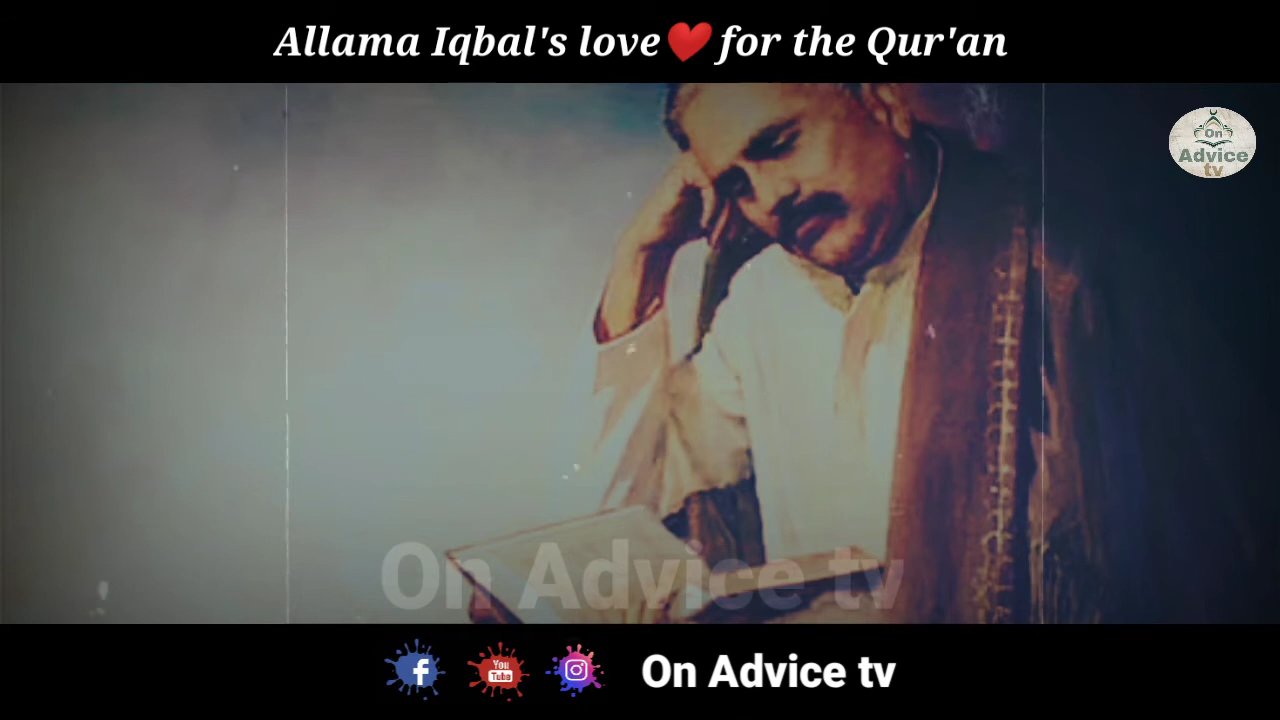 Allama Iqbal's love❤️for the Qur'an
On
Advice
tv
On Advice tv
You
Tube
On Advice tv